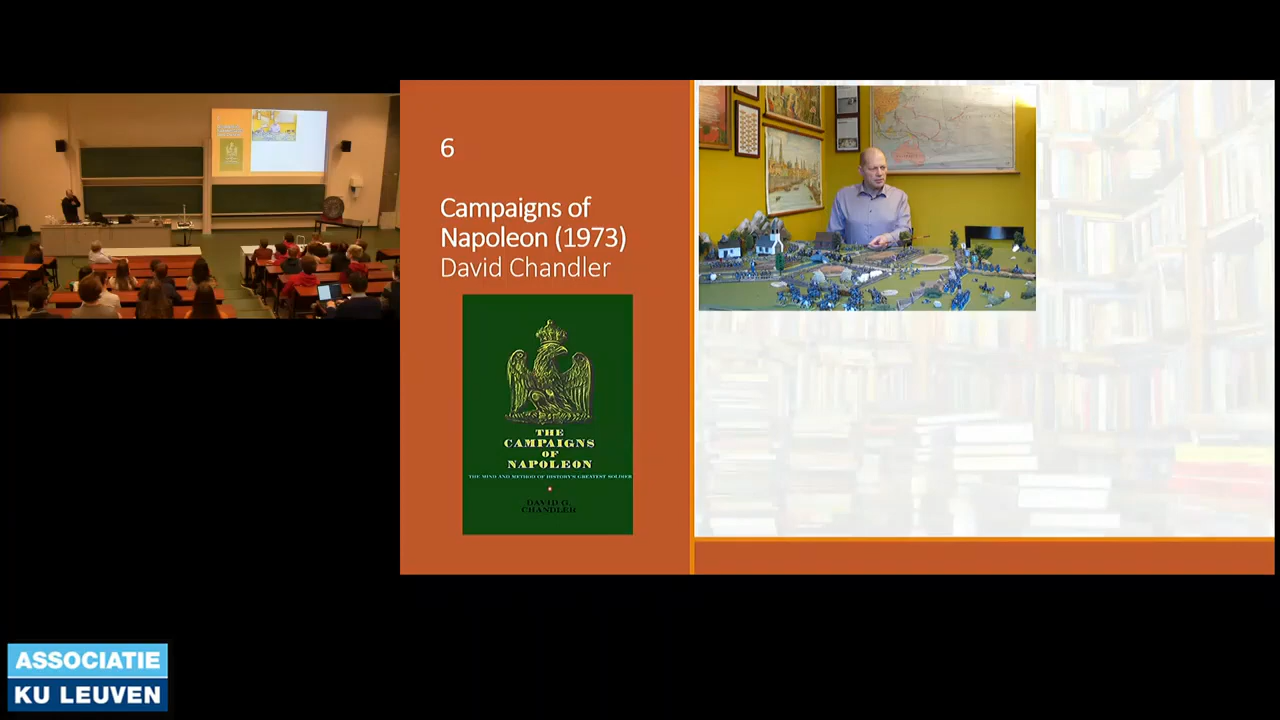 6
Campaigns of
Napoleon (1973)
David Chandler
THE
CAMPAIGNS
OF
NAPOLEON
THE MIND AND METHOD OF HISTORY'S GREATEST SOLDIER
DAVID G.
CHANDLER
ASSOCIATIE
KU LEUVEN